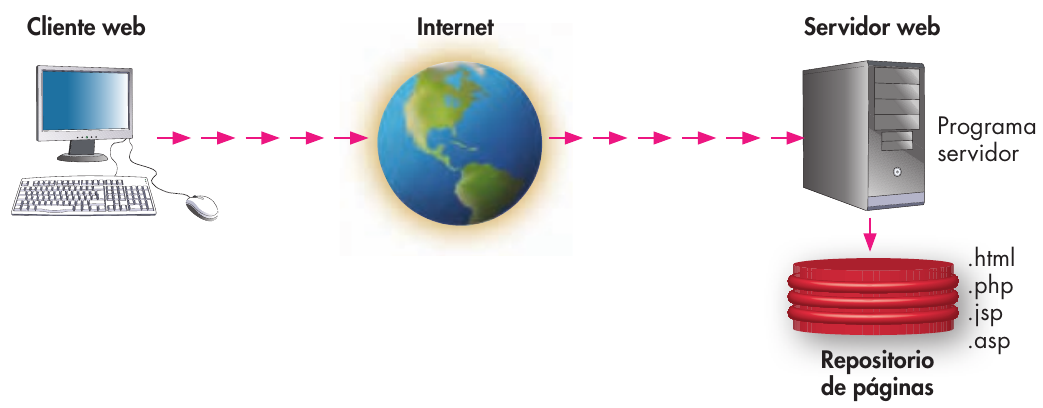 Cliente web
Internet
Servidor web
Programa
servidor
.html
.php
.jsp
.asp
Repositorio
de páginas